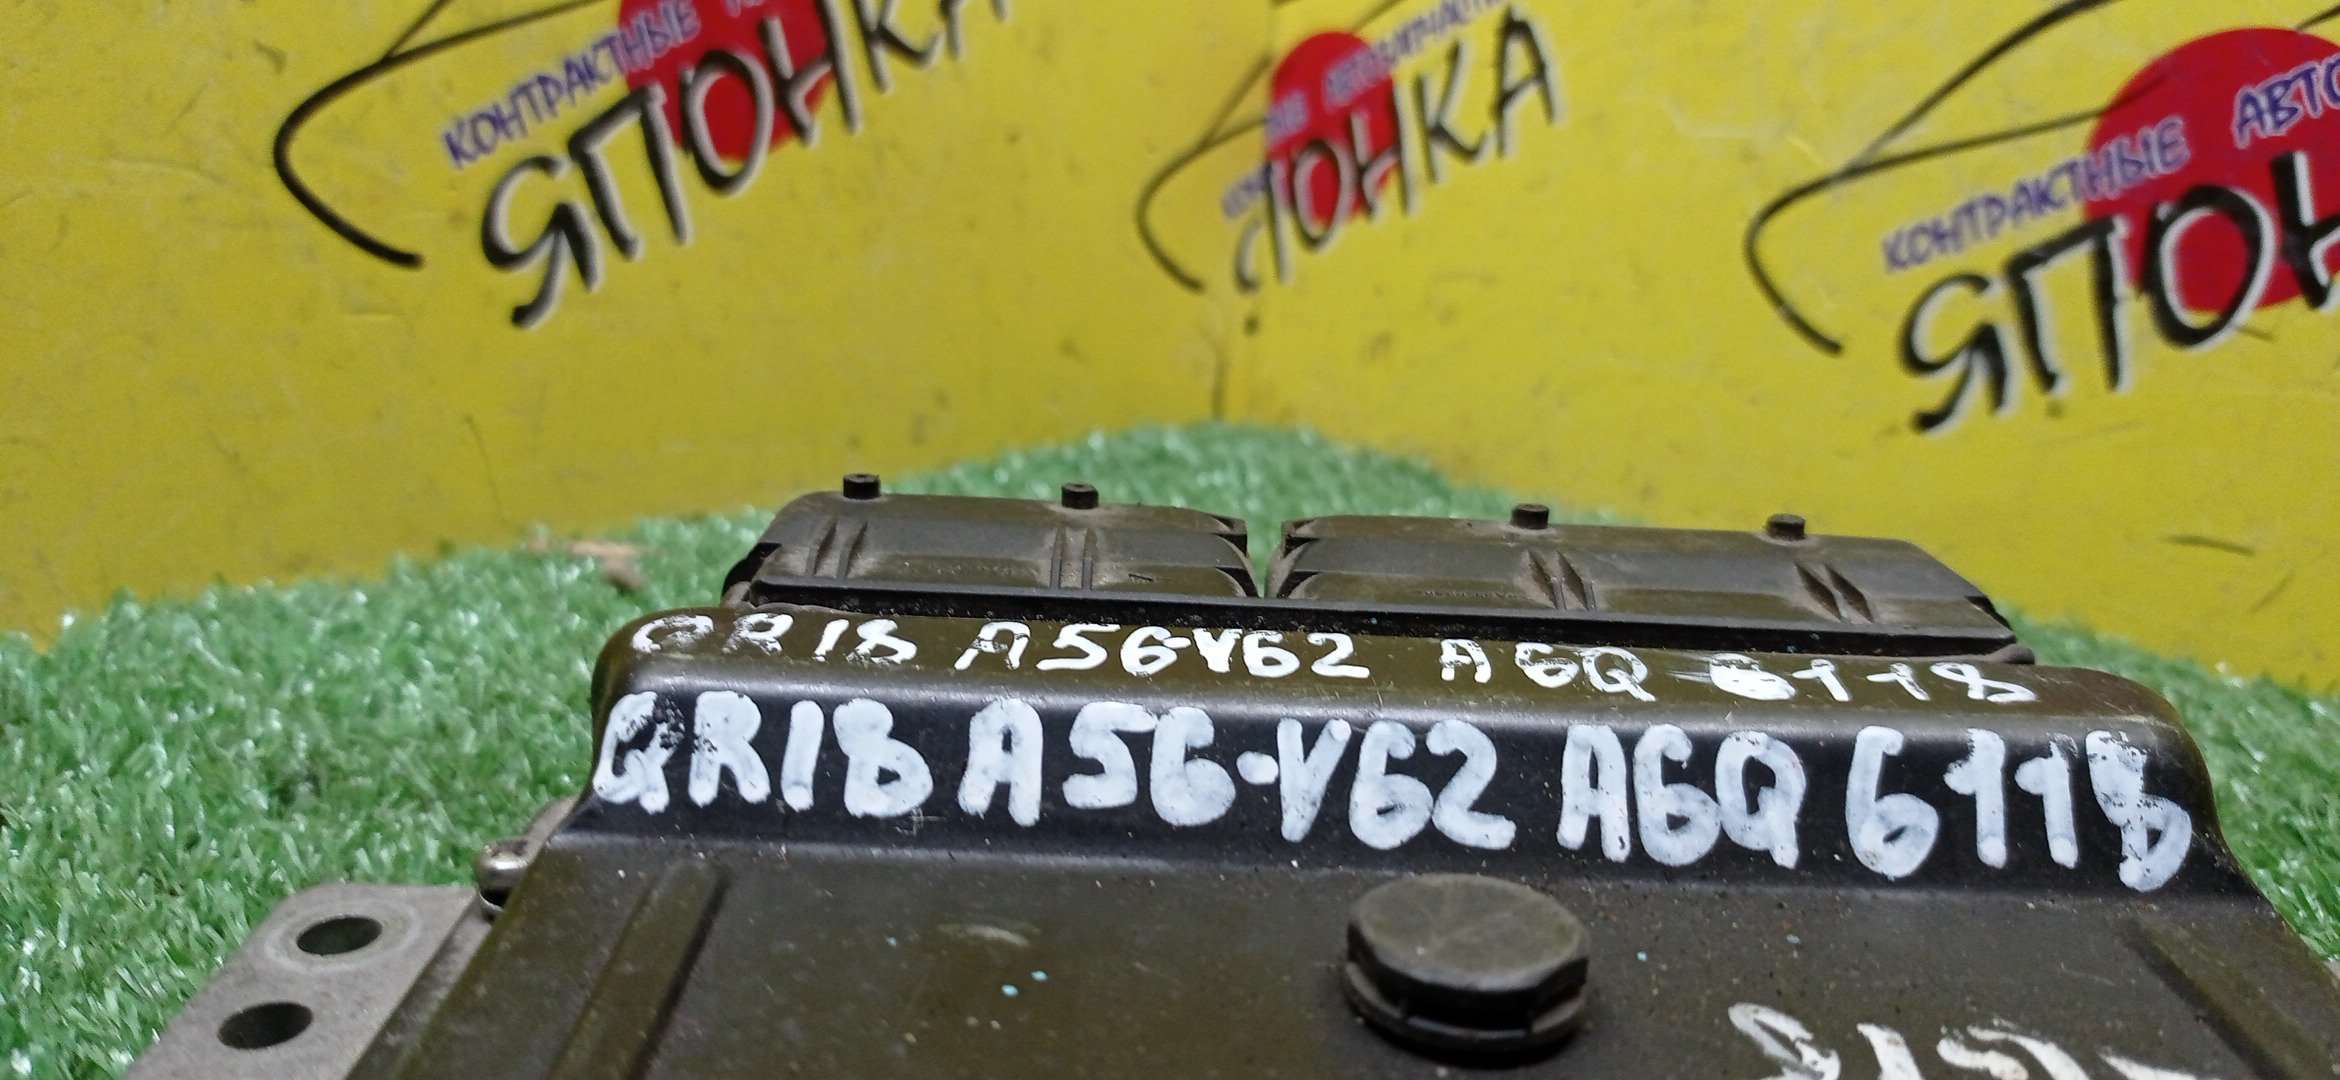 КОНТРАКТНЫЕ
ЯПОНКА
ЯПОНКА
КОНТРАКТНЫЕ АВТО
ЯПОН
QR18 A56-V62 A6Q 6118
QR18 A56-V62 A6Q 6118